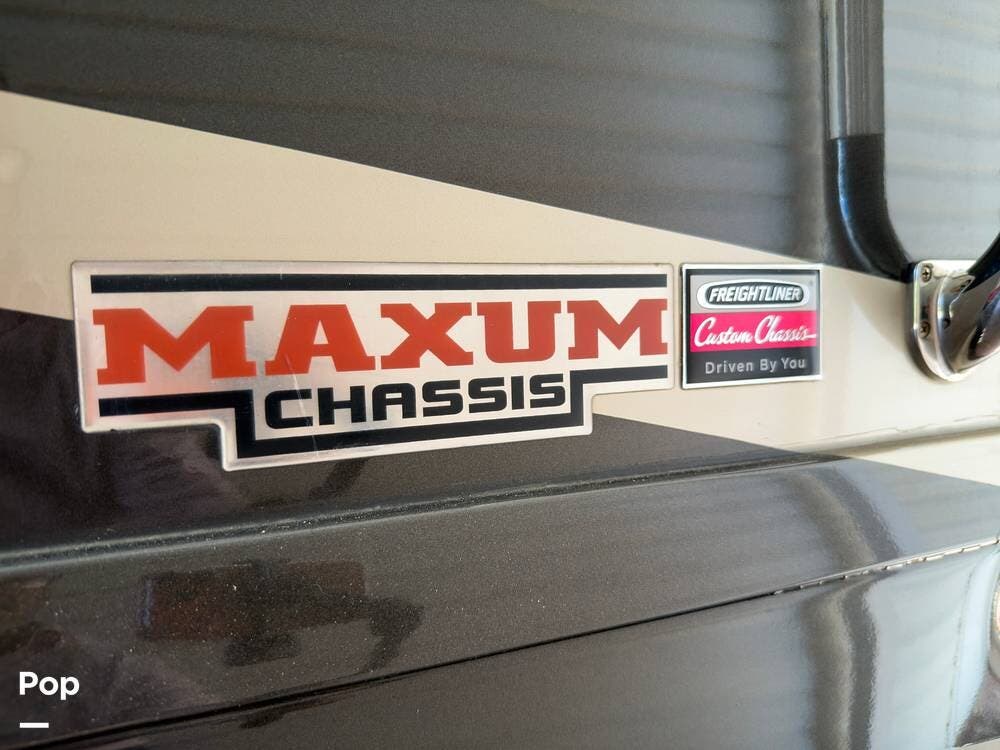 MAXUM
CHASSIS
FREIGHTLINER
Custom Chassis
Driven By You
Pop